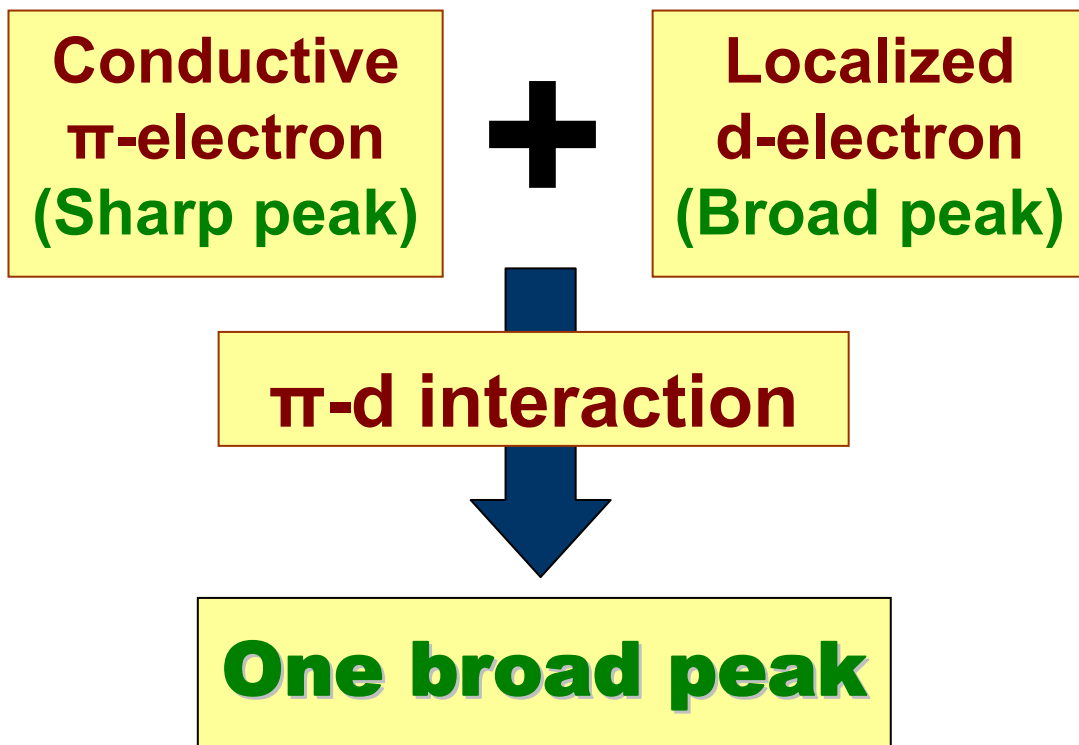 Conductive
π-electron
(Sharp peak)
+
Localized
d-electron
(Broad peak)
π-d interaction
One broad peak